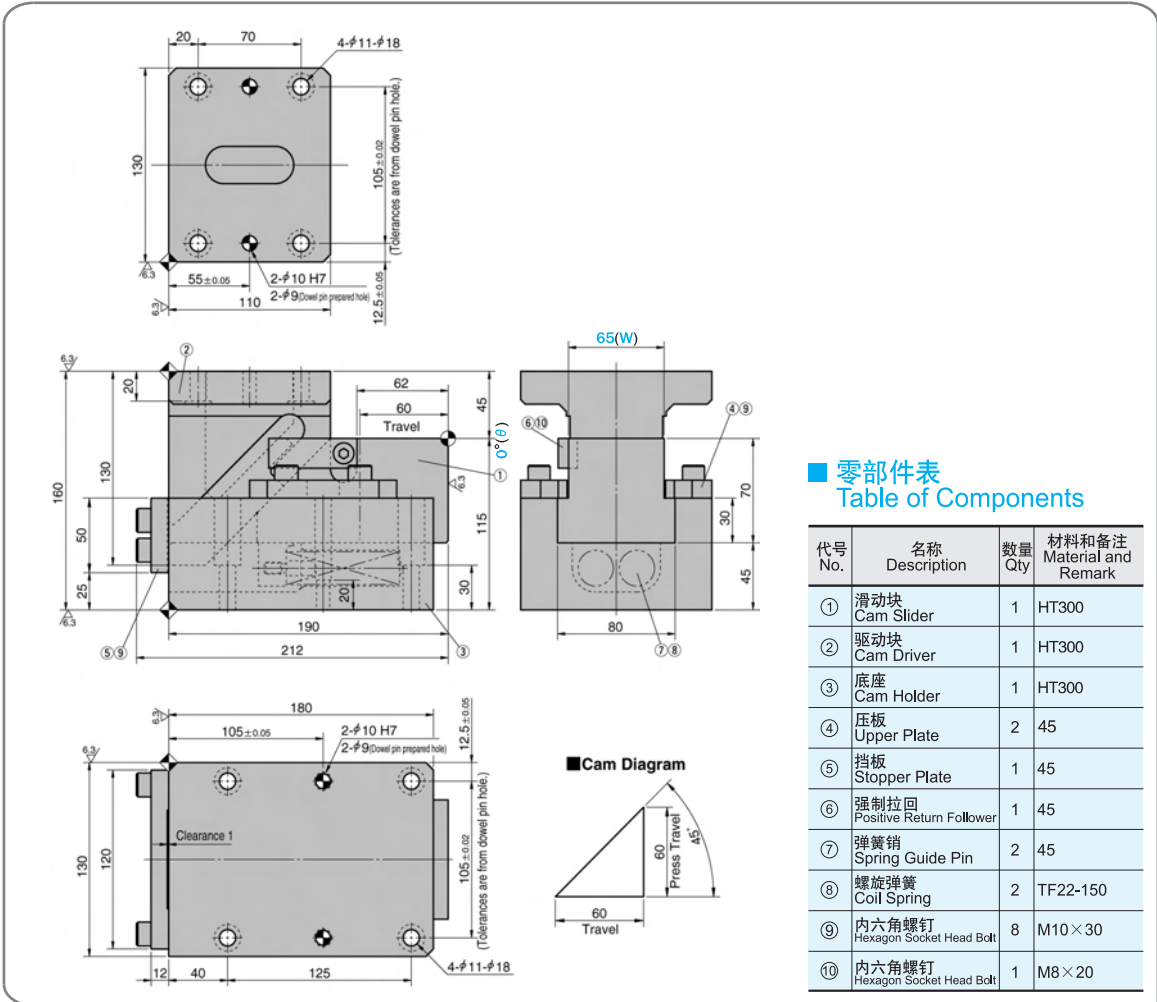 20
70
4-φ11-φ18
130
105±0.02
(Tolerances are from dowel pin hole.)
6.3
55±0.05
2-φ10 H7
2-φ9(Dowel pin prepared hole)
12.5±0.05
6.3
110
6.3
②
20
62
60
Travel
45
0°(θ)
①
6.3
160
130
50
25
115
30
20
190
212
⑤⑨
③
6.3
65(W)
④⑨
⑥⑩
70
30
45
80
⑦⑧
180
6.3
105±0.05
2-φ10 H7
2-φ9(Dowel pin prepared hole)
12.5±0.05
6.3
Clearance 1
130
120
105±0.02
(Tolerances are from dowel pin hole.)
12
40
125
4-φ11-φ18
■Cam Diagram
45°
60
Press Travel
60
Travel
■ 零部件表
Table of Components
代号 名称 数量 材料和备注
No. Description Qty Material and
Remark
① 滑动块 1 HT300
Cam Slider
② 驱动块 1 HT300
Cam Driver
③ 底座 1 HT300
Cam Holder
④ 压板 2 45
Upper Plate
⑤ 挡板 1 45
Stopper Plate
⑥ 强制拉回 1 45
Positive Return Follower
⑦ 弹簧销 2 45
Spring Guide Pin
⑧ 螺旋弹簧 2 TF22-150
Coil Spring
⑨ 内六角螺钉 8 M10×30
Hexagon Socket Head Bolt
⑩ 内六角螺钉 1 M8×20
Hexagon Socket Head Bolt